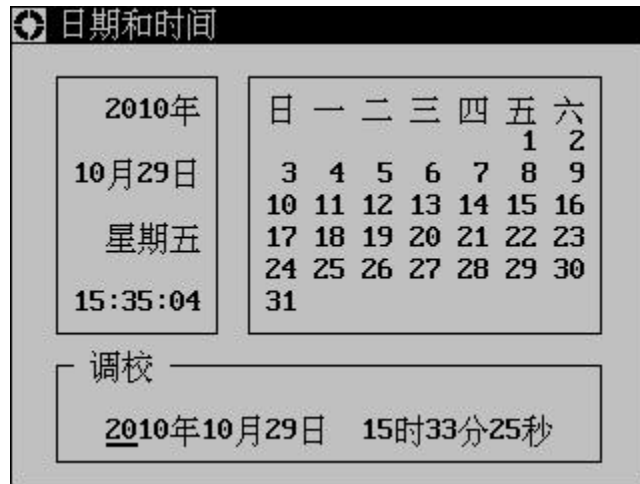 日期和时间
2010年
10月29日
星期五
15:35:04
日 一 二 三 四 五 六
1 2
3 4 5 6 7 8 9
10 11 12 13 14 15 16
17 18 19 20 21 22 23
24 25 26 27 28 29 30
31
调校
2010年10月29日 15时33分25秒